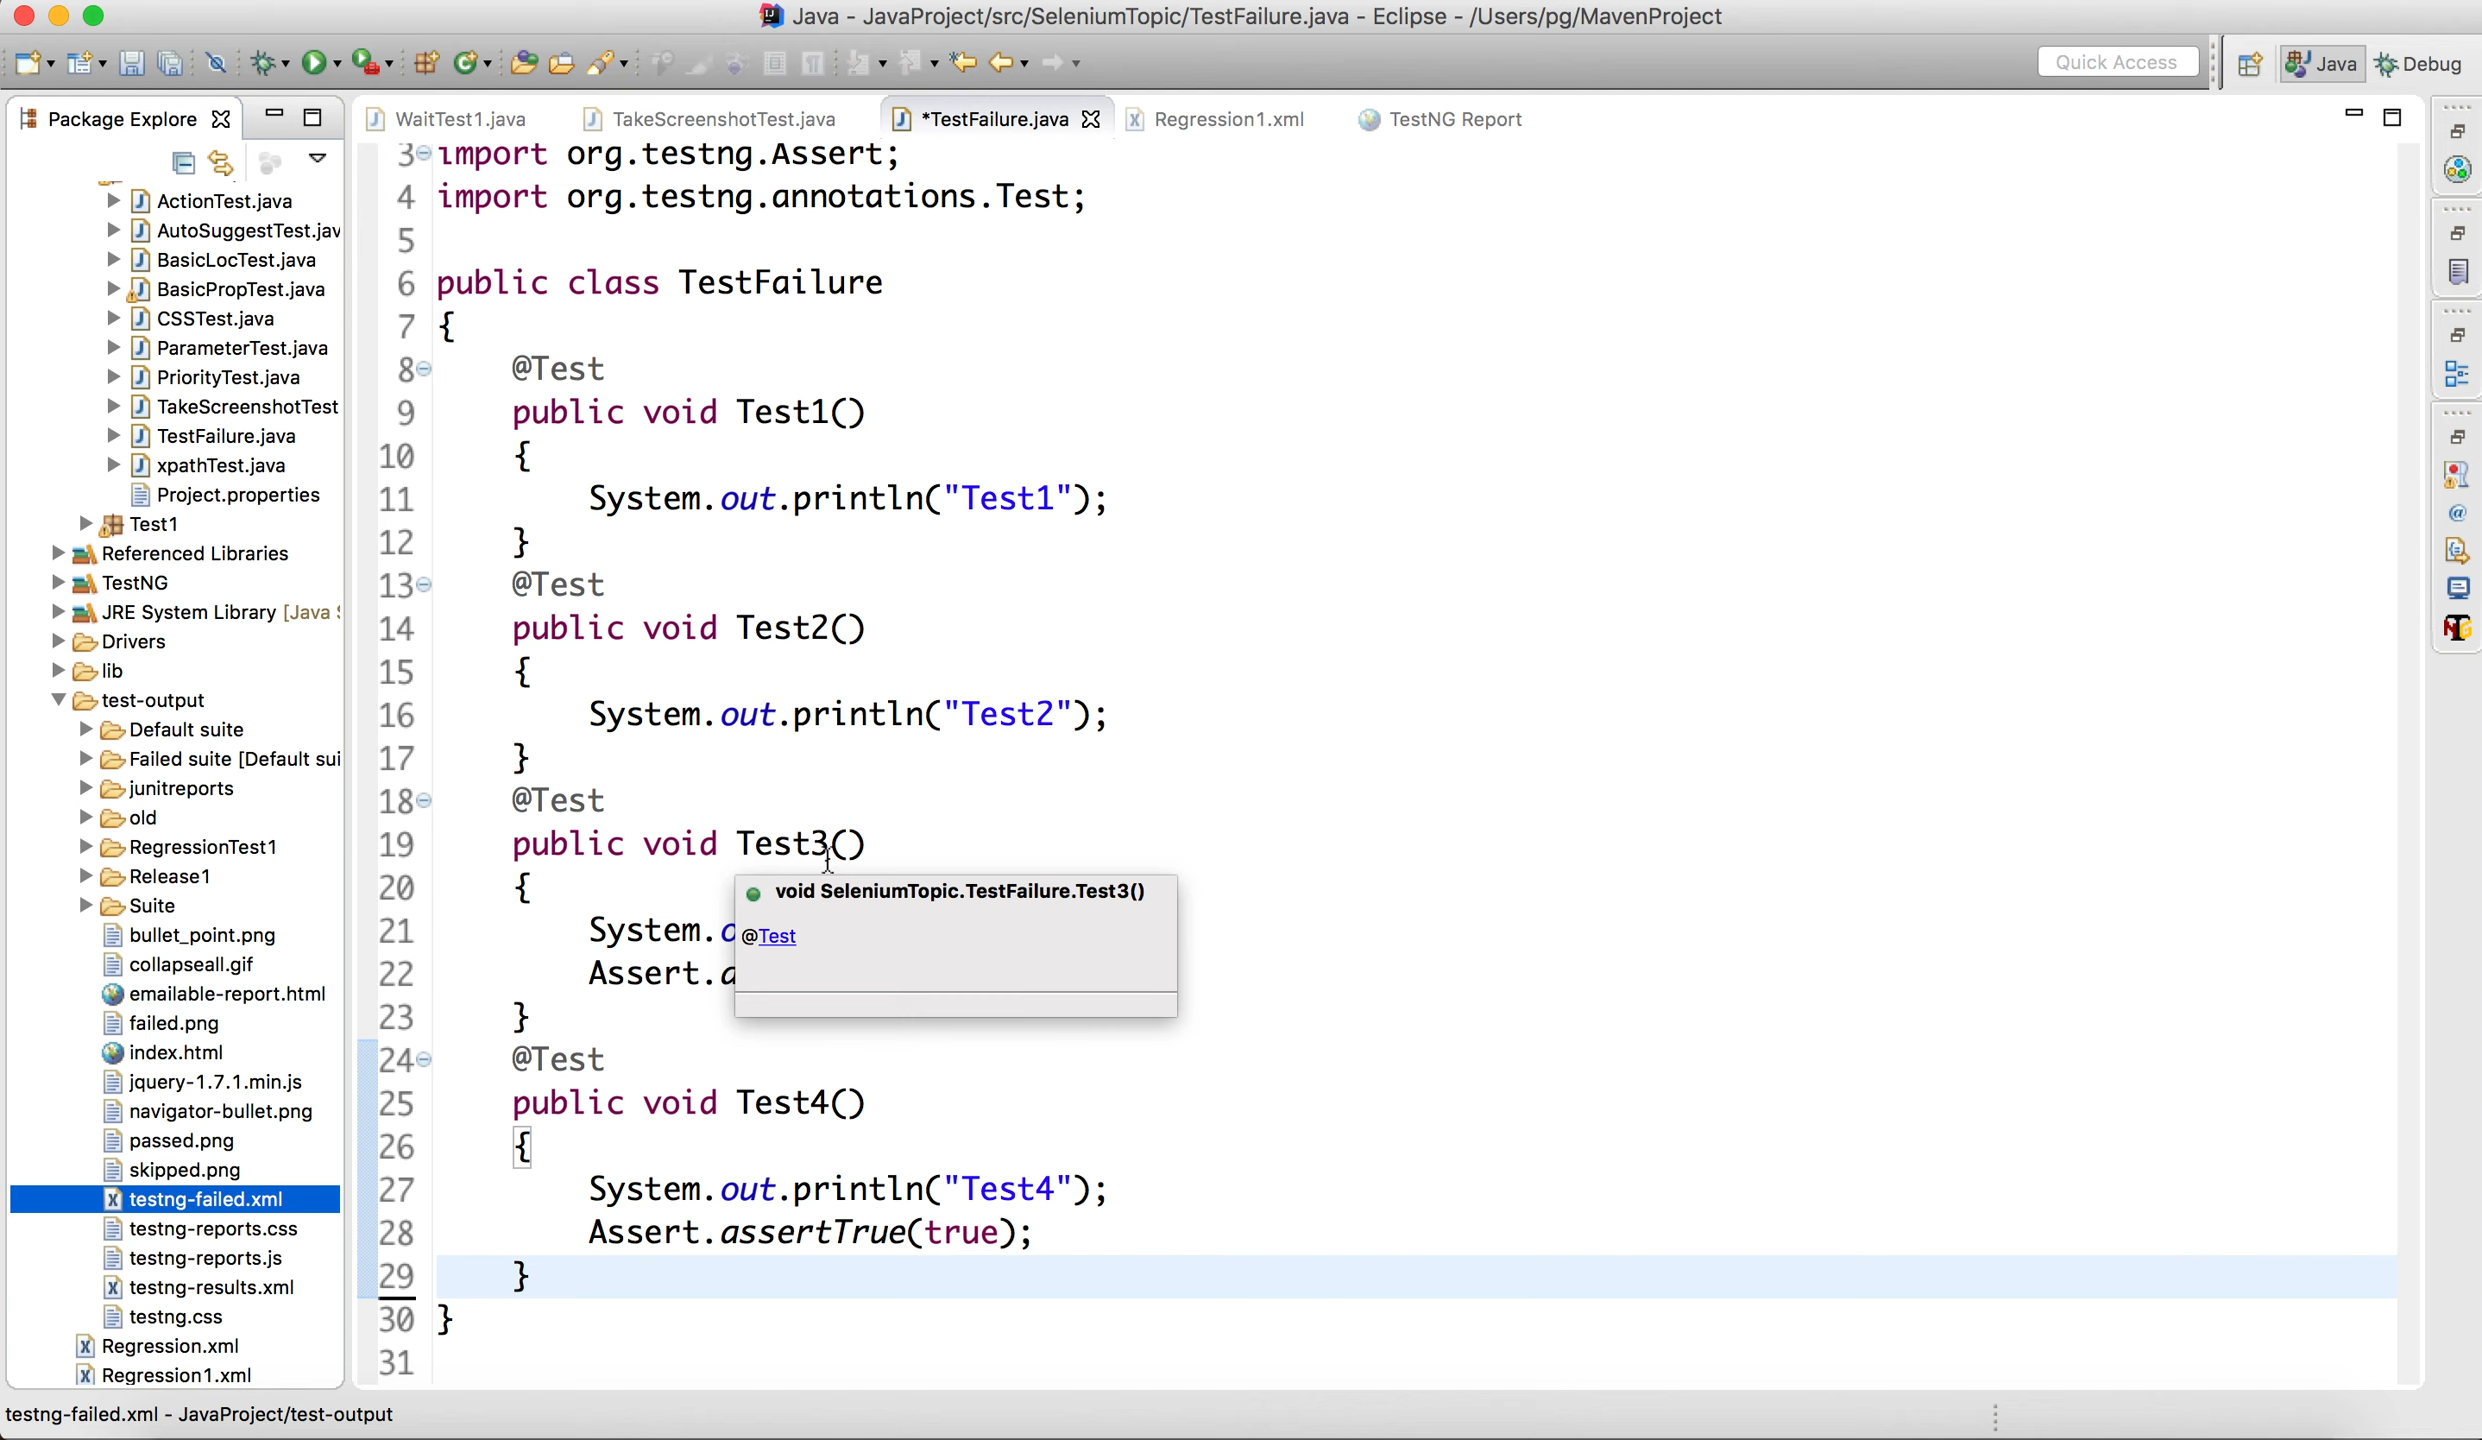 Java - JavaProject/src/SeleniumTopic/TestFailure.java - Eclipse - /Users/pg/MavenProject
Quick Access
Java
Debug
Package Explore
ActionTest.java
AutoSuggestTest.jav
BasicLocTest.java
BasicPropTest.java
CSSTest.java
ParameterTest.java
PriorityTest.java
TakeScreenshotTest
TestFailure.java
xpathTest.java
Project.properties
Test1
Referenced Libraries
TestNG
JRE System Library [Java
Drivers
lib
test-output
Default suite
Failed suite [Default sui
junitreports
old
RegressionTest1
Release1
Suite
bullet_point.png
collapseall.gif
emailable-report.html
failed.png
index.html
jquery-1.7.1.min.js
navigator-bullet.png
passed.png
skipped.png
testng-failed.xml
testng-reports.css
testng-reports.js
testng-results.xml
testng.css
Regression.xml
Regression1.xml
WaitTest1.java
TakeScreenshotTest.java
*TestFailure.java
Regression1.xml
TestNG Report
3 import org.testng.Assert;
4 import org.testng.annotations.Test;
5
6 public class TestFailure
7 {
8 @Test
9 public void Test1()
10 {
11 System.out.println("Test1");
12 }
13 @Test
14 public void Test2()
15 {
16 System.out.println("Test2");
17 }
18 @Test
19 public void Test3()
20 {
21 System.o
22 Assert.a
23 }
24 @Test
25 public void Test4()
26 {
27 System.out.println("Test4");
28 Assert.assertTrue(true);
29 }
30 }
31
void SeleniumTopic.TestFailure.Test3()
@Test
testng-failed.xml - JavaProject/test-output